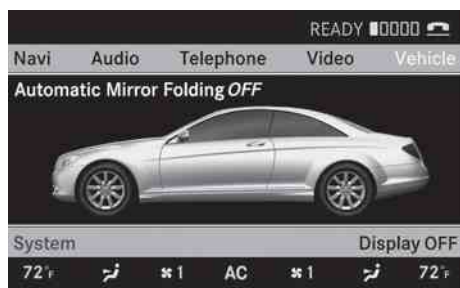 READY
Navi Audio Telephone Video Vehicle
Automatic Mirror Folding OFF
System Display OFF
72°F 1 AC 1 72°F